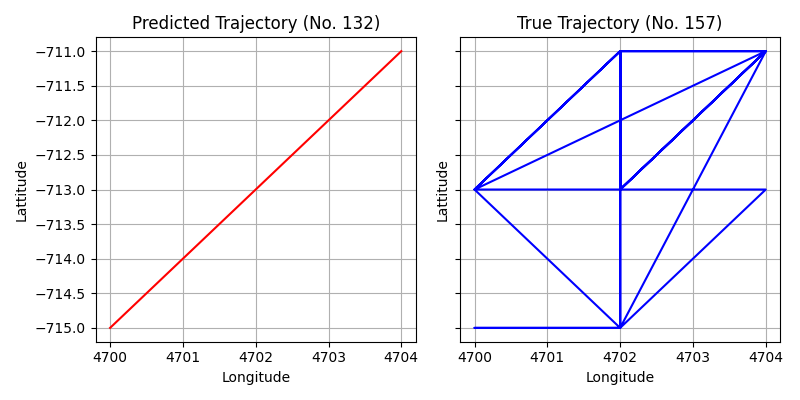 Predicted Trajectory (No. 132)
True Trajectory (No. 157)
Lattitude
−711.0
−711.5
−712.0
−712.5
−713.0
−713.5
−714.0
−714.5
−715.0
4700 4701 4702 4703 4704
Longitude
Lattitude
4700 4701 4702 4703 4704
Longitude